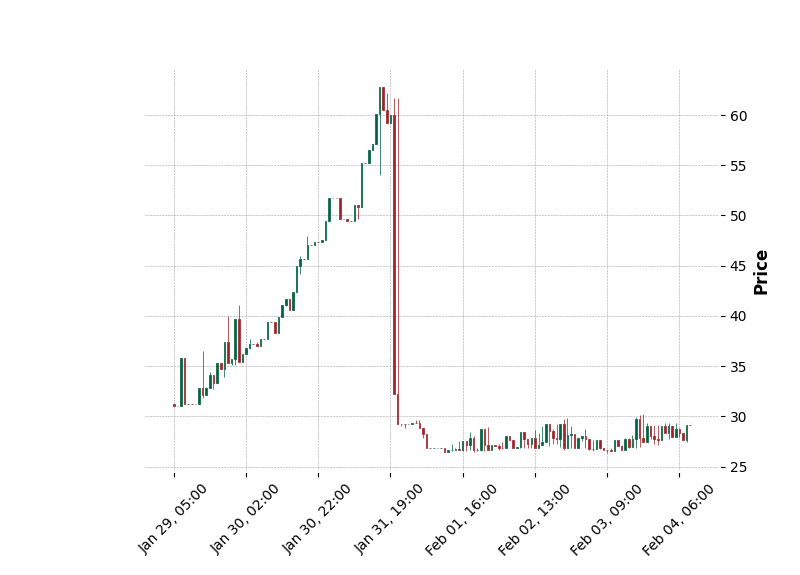 60
55
50
45
40
35
30
25
Price
Jan 29, 05:00
Jan 30, 02:00
Jan 30, 22:00
Jan 31, 19:00
Feb 01, 16:00
Feb 02, 13:00
Feb 03, 09:00
Feb 04, 06:00